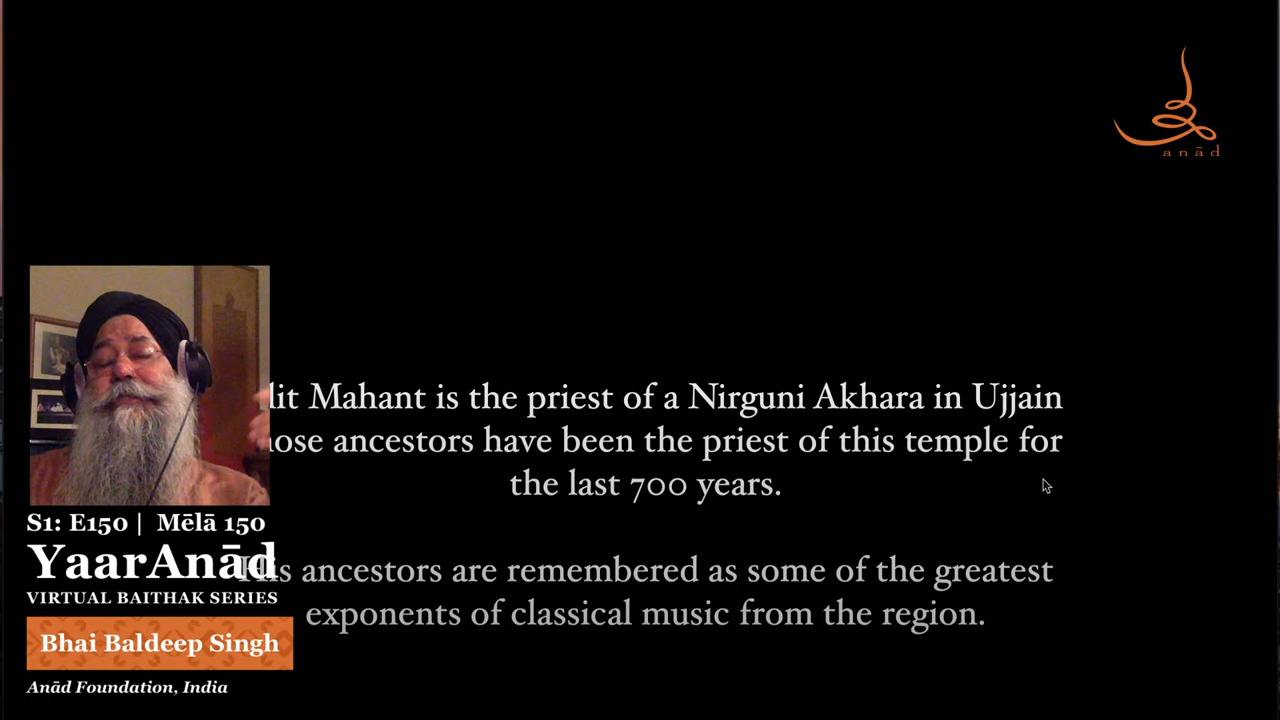 anād
lit Mahant is the priest of a Nirguni Akhara in Ujjain
hose ancestors have been the priest of this temple for
the last 700 years.
His ancestors are remembered as some of the greatest
exponents of classical music from the region.
S1: E150 | Mēlā 150
YaarAnād
VIRTUAL BAITHAK SERIES
Bhai Baldeep Singh
Anād Foundation, India